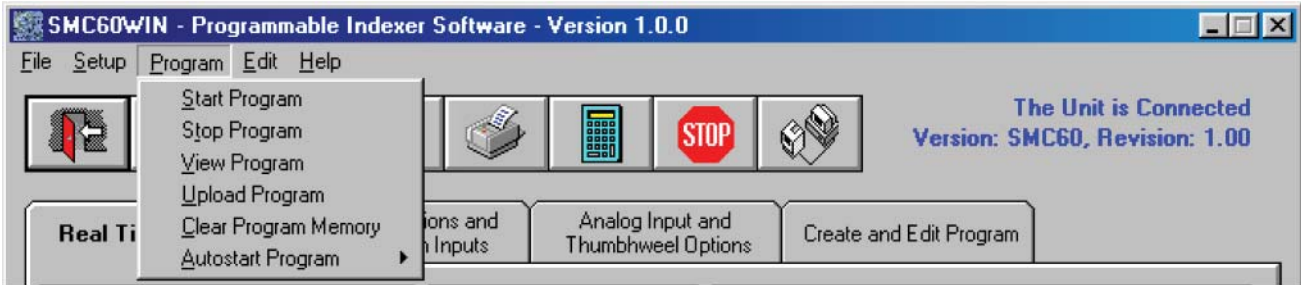 SMC60WIN - Programmable Indexer Software - Version 1.0.0
File Setup Program Edit Help
Start Program
Stop Program
View Program
Upload Program
Clear Program Memory
Autostart Program
STOP
The Unit is Connected
Version: SMC60, Revision: 1.00
Real Ti
ions and
Inputs
Analog Input and
Thumbhweel Options
Create and Edit Program